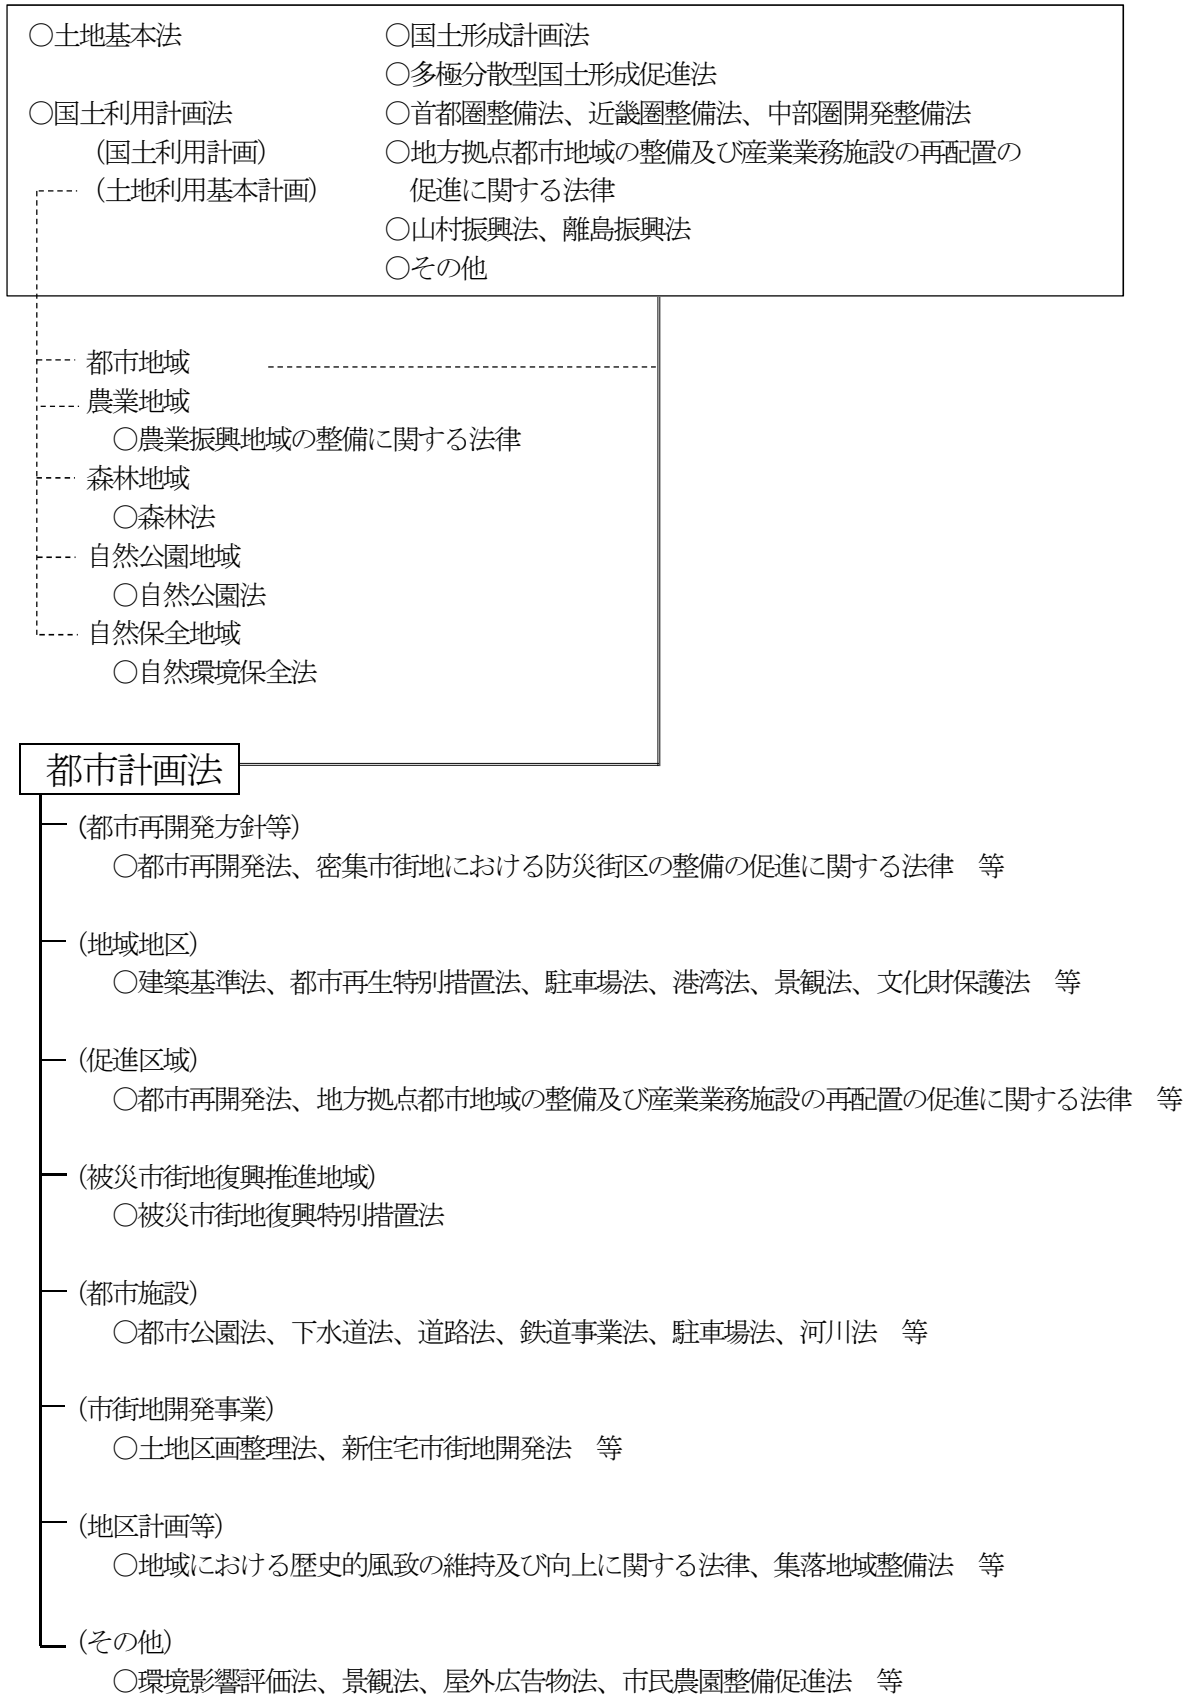 ○土地基本法
○国土利用計画法
(国土利用計画)
(土地利用基本計画)
○国土形成計画法
○多極分散型国土形成促進法
○首都圏整備法、近畿圏整備法、中部圏開発整備法
○地方拠点都市地域の整備及び産業業務施設の再配置の
促進に関する法律
○山村振興法、離島振興法
○その他
都市地域
農業地域
○農業振興地域の整備に関する法律
森林地域
○森林法
自然公園地域
○自然公園法
自然保全地域
○自然環境保全法
都市計画法
(都市再開発方針等)
○都市再開発法、密集市街地における防災街区の整備の促進に関する法律 等
(地域地区)
○建築基準法、都市再生特別措置法、駐車場法、港湾法、景観法、文化財保護法 等
(促進区域)
○都市再開発法、地方拠点都市地域の整備及び産業業務施設の再配置の促進に関する法律 等
(被災市街地復興推進地域)
○被災市街地復興特別措置法
(都市施設)
○都市公園法、下水道法、道路法、鉄道事業法、駐車場法、河川法 等
(市街地開発事業)
○土地区画整理法、新住宅市街地開発法 等
(地区計画等)
○地域における歴史的風致の維持及び向上に関する法律、集落地域整備法 等
(その他)
○環境影響評価法、景観法、屋外広告物法、市民農園整備促進法 等